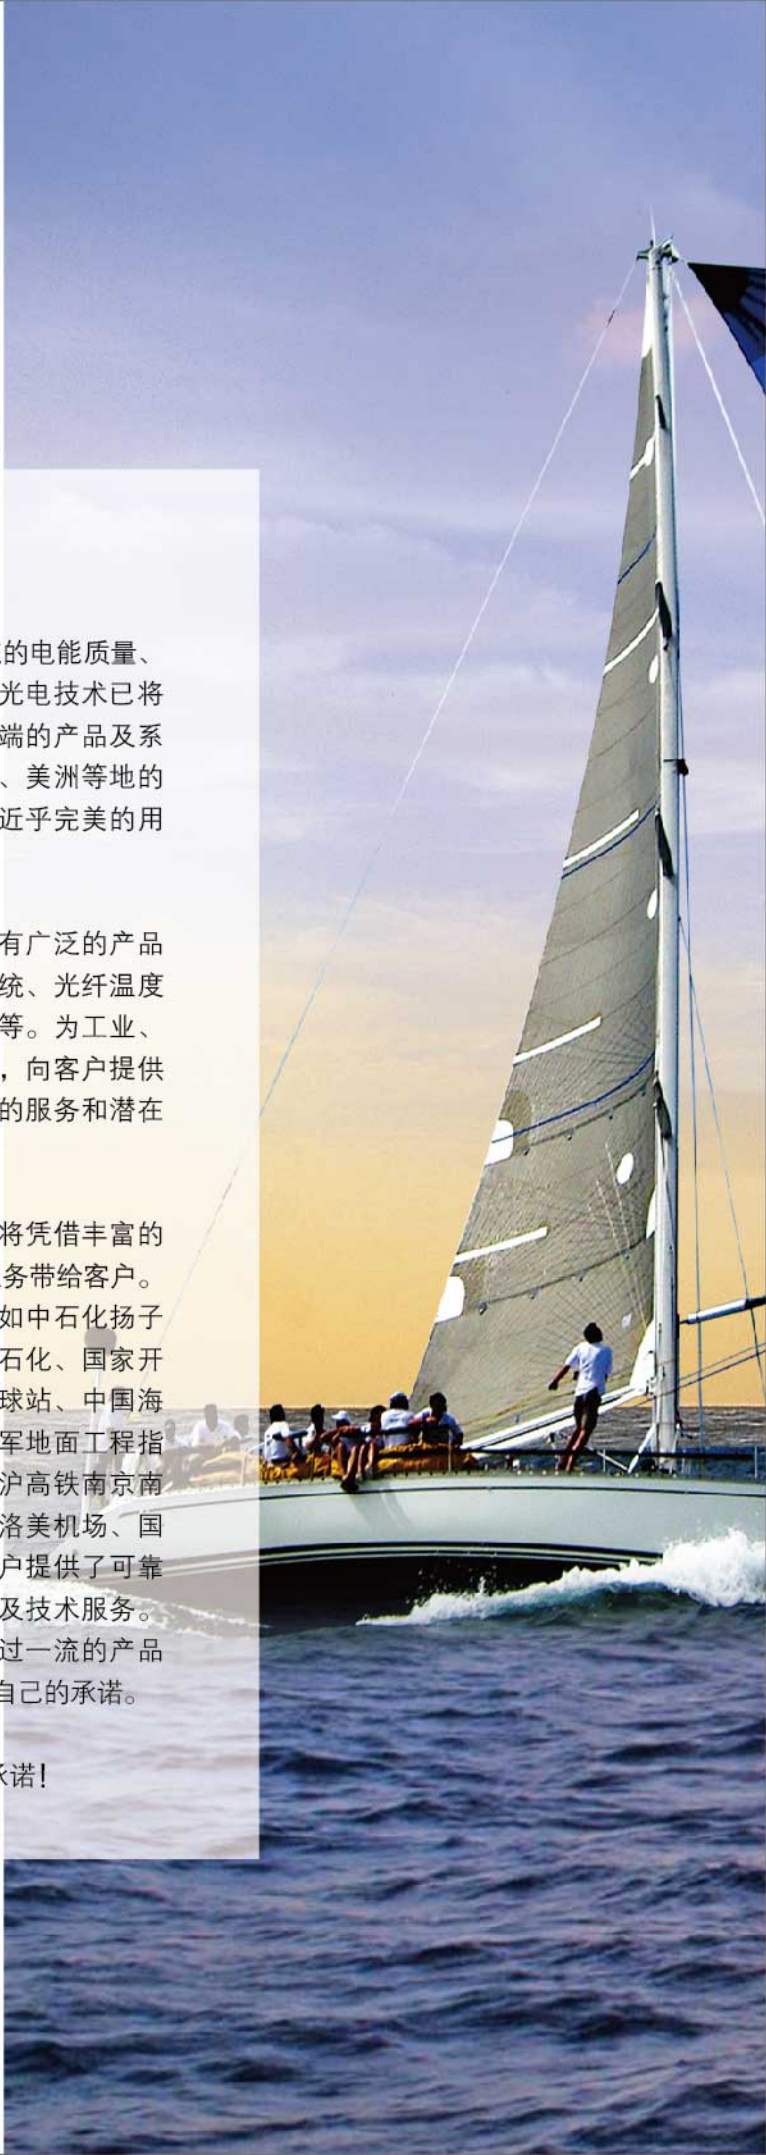 的电能质量、
光电技术已将
端的产品及系
、美洲等地的
近乎完美的用
有广泛的产品
统、光纤温度
等。为工业、
，向客户提供
的服务和潜在
将凭借丰富的
务带给客户。
如中石化扬子
石化、国家开
球站、中国海
军地面工程指
沪高铁南京南
洛美机场、国
户提供了可靠
及技术服务。
过一流的产品
自己的承诺。
承诺！